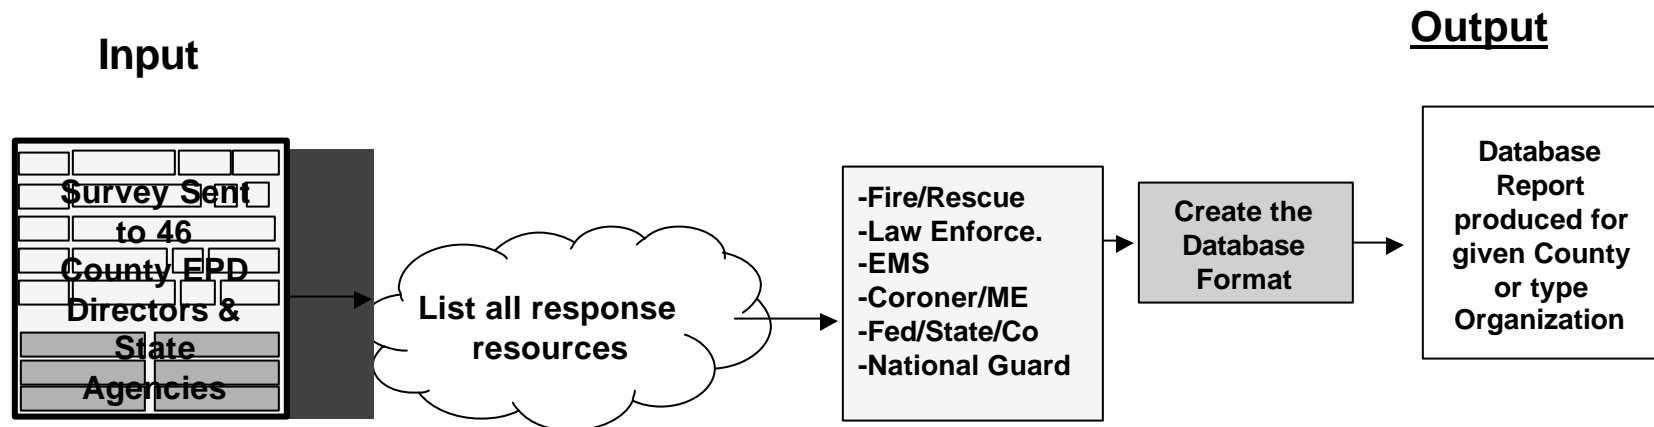 Input
Output
Survey Sent
to 46
County EPD
Directors &
State
Agencies
List all response
resources
-Fire/Rescue
-Law Enforce.
-EMS
-Coroner/ME
-Fed/State/Co
-National Guard
Create the
Database
Format
Database
Report
produced for
given County
or type
Organization